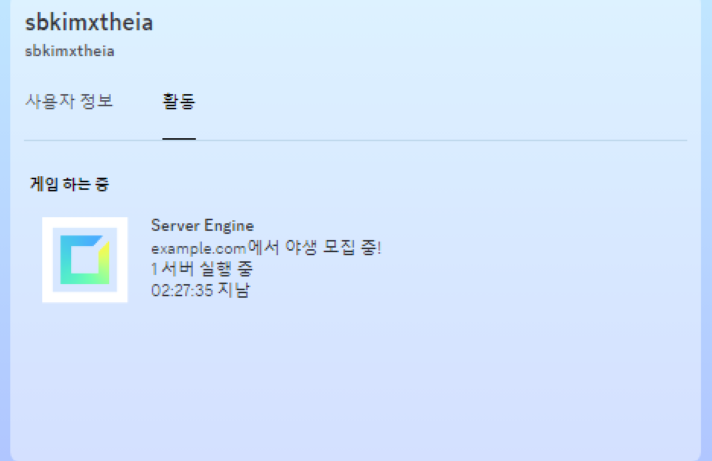 sbkimxtheia
sbkimxtheia
사용자 정보 활동
게임 하는 중
Server Engine
example.com에서 야생 모집 중!
1 서버 실행 중
02:27:35 지남